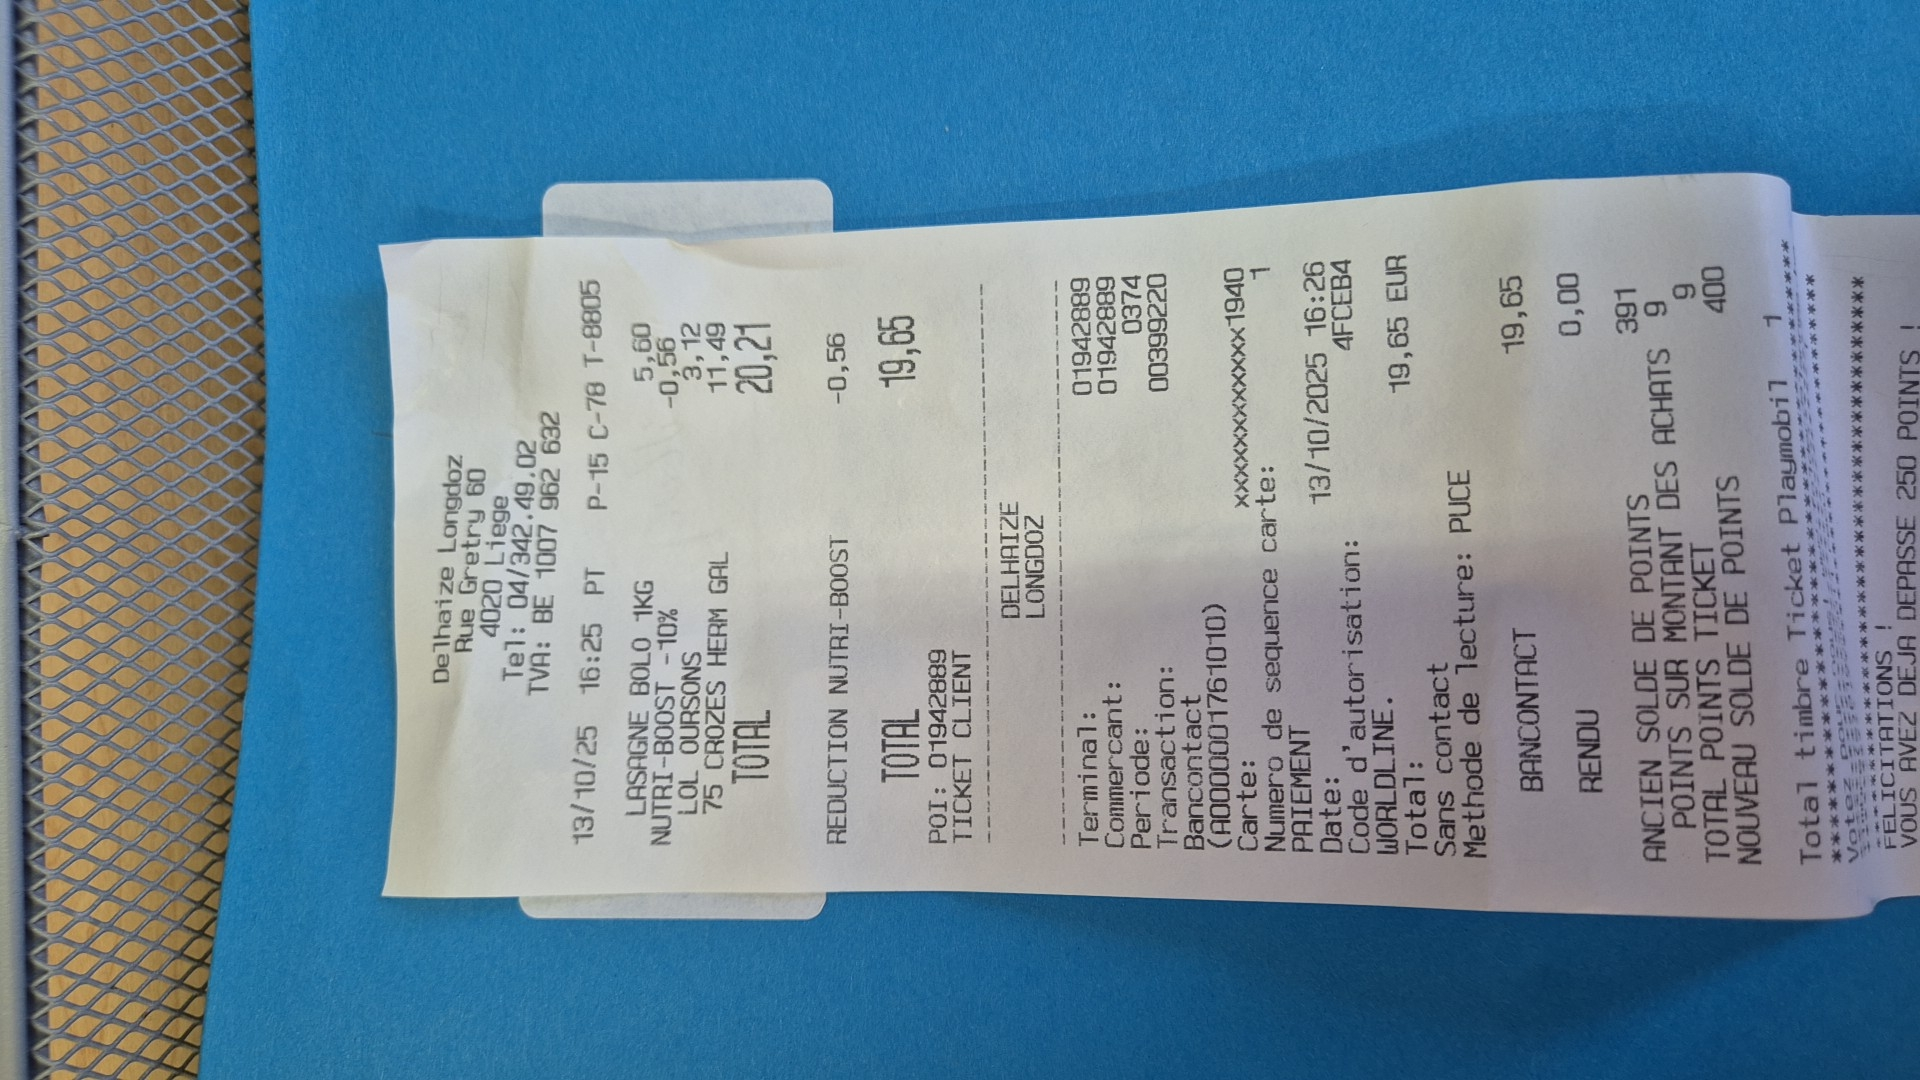 Delhaize Longdoz
Rue Gretry 60
4020 Liege
Tel: 04/342.49.02
TVA: BE 1007 962 632
13/10/25 16:25 PT P-15 C-78 T-8805
LASAGNE BOLO 1KG 5,60
NUTRI-BOOST -10% -0,56
LOL OURSONS 3,12
75 CROZES HERM GAL 11,49
TOTAL 20,21
REDUCTION NUTRI-BOOST -0,56
TOTAL 19,65
POI: 01942889
TICKET CLIENT
DELHAIZE
LONGDOZ
Terminal: 01942889
Commercant: 01942889
Periode: 0374
Transaction: 00399220
Bancontact
(A0000001761010)
Carte: xxxxxxxxxxxxx1940
Numero de sequence carte: 1
PAIEMENT
Date: 13/10/2025 16:26
Code d'autorisation: 4FCEB4
WORLDLINE.
Total: 19,65 EUR
Sans contact
Methode de lecture: PUCE
BANCONTACT 19,65
RENDU 0,00
ANCIEN SOLDE DE POINTS 391
POINTS SUR MONTANT DES ACHATS 9
TOTAL POINTS TICKET 9
NOUVEAU SOLDE DE POINTS 400
Total timbre Ticket Playmobil 1
FELICITATIONS !
VOUS AVEZ DEJA DEPASSE 250 POINTS !